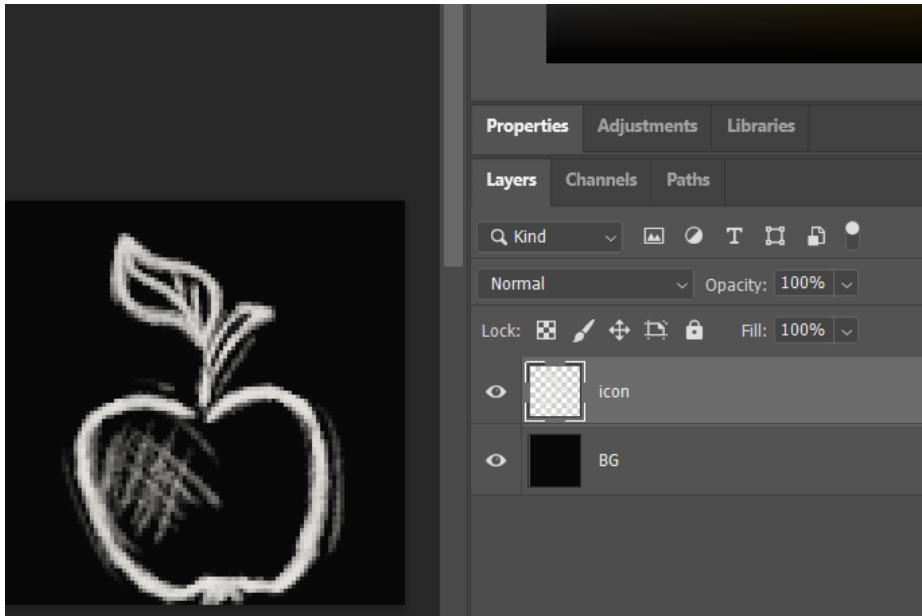 Properties Adjustments Libraries
Layers Channels Paths
Kind
Normal Opacity: 100%
Lock: Fill: 100%
icon
BG